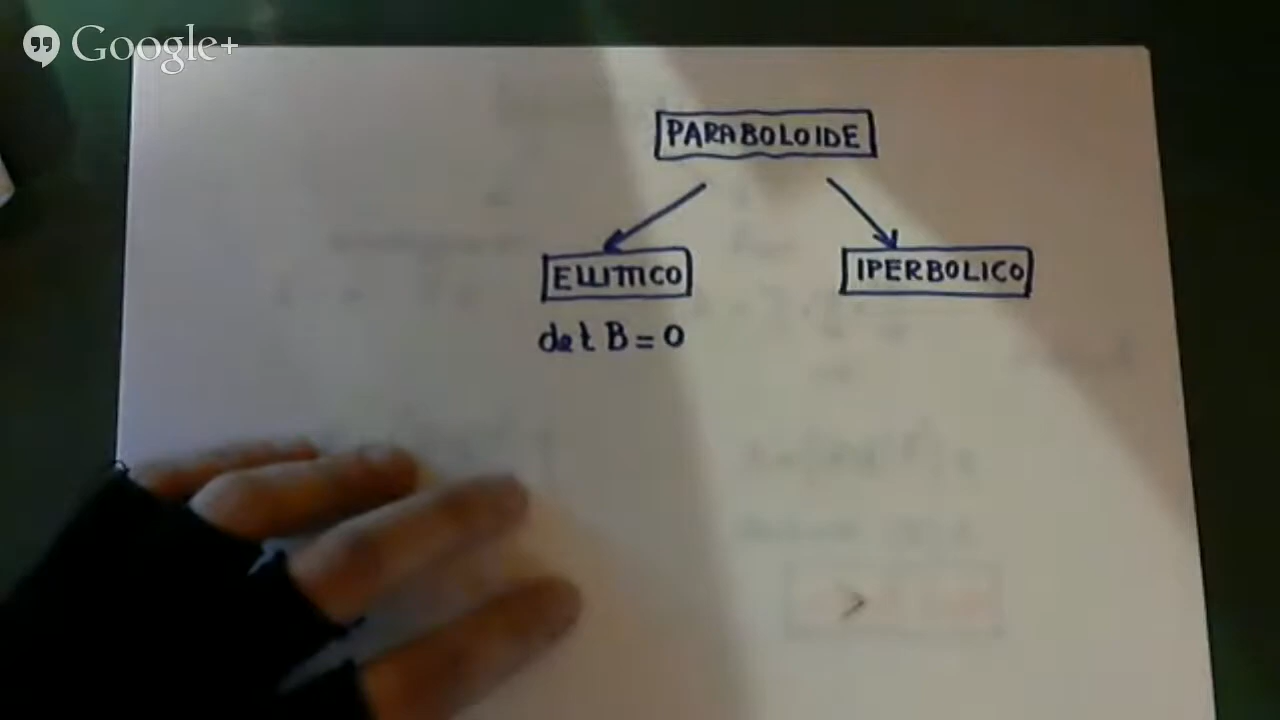 Google+
PARABOLOIDE
ELLITTICO
IPERBOLICO
det B = 0